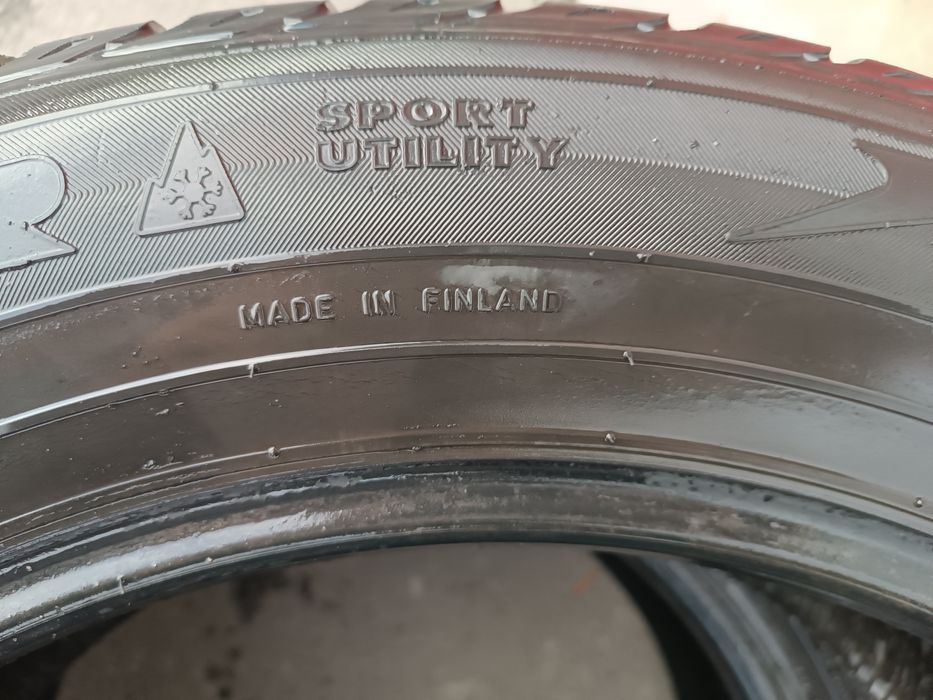 R
SPORT
UTILITY
MADE IN FINLAND